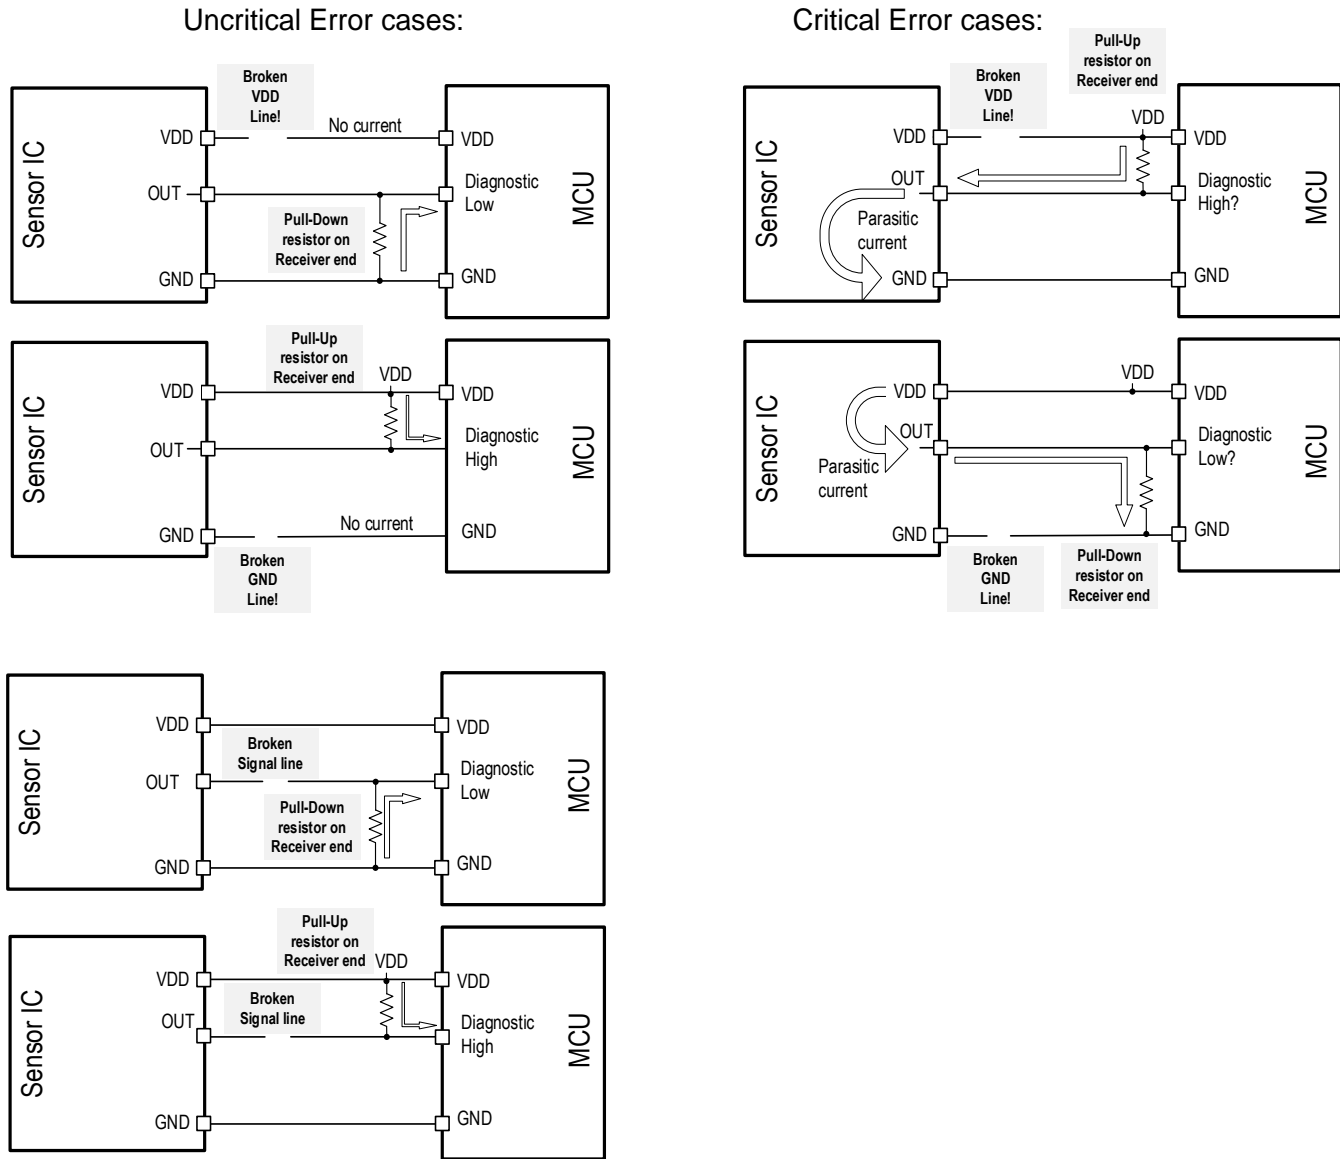 Uncritical Error cases:
Critical Error cases:
Broken
VDD
Line!
No current
Sensor IC
VDD
OUT
GND
Pull-Down
resistor on
Receiver end
VDD
Diagnostic
Low
GND
MCU
Pull-Up
resistor on
Receiver end
Broken
VDD
Line!
VDD
Sensor IC
VDD
OUT
Parasitic
current
GND
VDD
Diagnostic
High?
GND
MCU
Pull-Up
resistor on
Receiver end
VDD
Sensor IC
VDD
OUT
GND
No current
Broken
GND
Line!
VDD
Diagnostic
High
GND
MCU
VDD
Sensor IC
VDD
OUT
Parasitic
current
GND
Broken
GND
Line!
Pull-Down
resistor on
Receiver end
VDD
Diagnostic
Low?
GND
MCU
Sensor IC
VDD
OUT
GND
Broken
Signal line
Pull-Down
resistor on
Receiver end
VDD
Diagnostic
Low
GND
MCU
Pull-Up
resistor on
Receiver end
VDD
Sensor IC
VDD
OUT
GND
Broken
Signal line
VDD
Diagnostic
High
GND
MCU